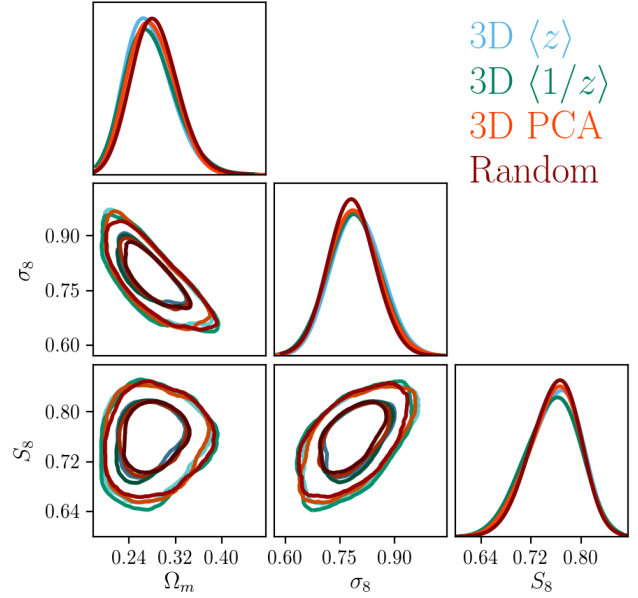 3D ⟨z⟩
3D ⟨1/z⟩
3D PCA
Random
σ₈
0.90
0.75
0.60
S₈
0.80
0.72
0.64
0.24 0.32 0.40
Ωₘ
0.60 0.75 0.90
σ₈
0.64 0.72 0.80
S₈